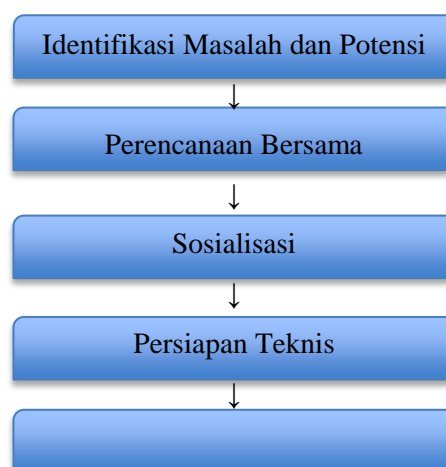 Identifikasi Masalah dan Potensi
↓
Perencanaan Bersama
↓
Sosialisasi
↓
Persiapan Teknis
↓